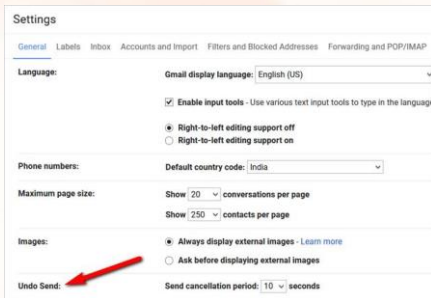 Settings
General Labels Inbox Accounts and Import Filters and Blocked Addresses Forwarding and POP/IMAP
Language: Gmail display language: English (US)
Enable input tools - Use various text input tools to type in the language
Right-to-left editing support off
Right-to-left editing support on
Phone numbers: Default country code: India
Maximum page size: Show 20 conversations per page
Show 250 contacts per page
Images: Always display external images - Learn more
Ask before displaying external images
Undo Send: Send cancellation period: 10 seconds